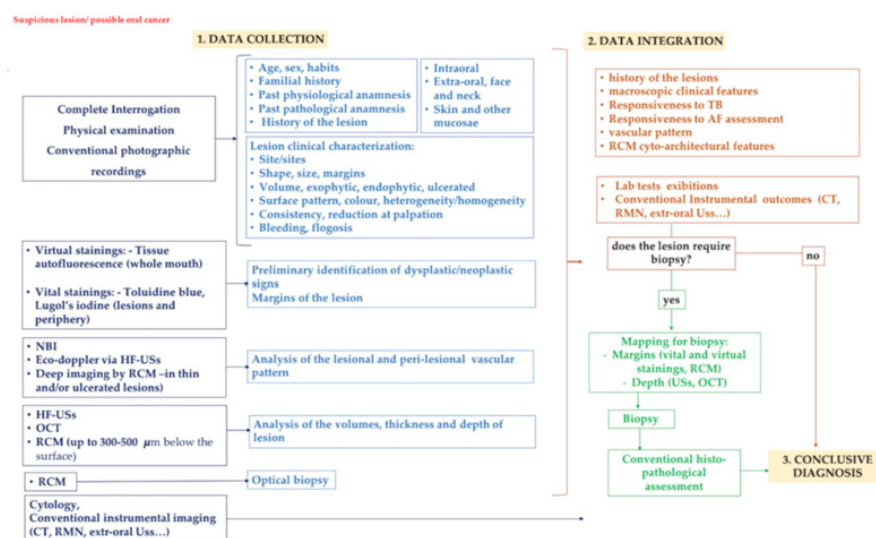 Suspicious lesion/ possible oral cancer
1. DATA COLLECTION
Complete Interrogation
Physical examination
Conventional photographic
recordings
• Age, sex, habits
• Familial history
• Past physiological anamnesis
• Past pathological anamnesis
• History of the lesion
• Intraoral
• Extra-oral, face
and neck
• Skin and other
mucosae
Lesion clinical characterization:
• Site/sites
• Shape, size, margins
• Volume, exophytic, endophytic, ulcerated
• Surface pattern, colour, heterogeneity/homogeneity
• Consistency, reduction at palpation
• Bleeding, flogosis
• Virtual stainings: - Tissue
autofluorescence (whole mouth)
• Vital stainings: - Toluidine blue,
Lugol's iodine (lesions and
periphery)
Preliminary identification of dysplastic/neoplastic
signs
Margins of the lesion
• NBI
• Eco-doppler via HF-USs
• Deep imaging by RCM –in thin
and/or ulcerated lesions)
Analysis of the lesional and peri-lesional vascular
pattern
• HF-USs
• OCT
• RCM (up to 300-500 μm below the
surface)
Analysis of the volumes, thickness and depth of
lesion
• RCM
Optical biopsy
Cytology,
Conventional instrumental imaging
(CT, RMN, extr-oral Uss...)
2. DATA INTEGRATION
• history of the lesions
• macroscopic clinical features
• Responsiveness to TB
• Responsiveness to AF assessment
• vascular pattern
• RCM cyto-architectural features
• Lab tests exibitions
• Conventional Instrumental outcomes (CT,
RMN, extr-oral Uss...)
does the lesion require
biopsy?
no
yes
Mapping for biopsy:
- Margins (vital and virtual
stainings, RCM)
- Depth (USs, OCT)
Biopsy
Conventional histo-
pathological
assessment
3. CONCLUSIVE
DIAGNOSIS